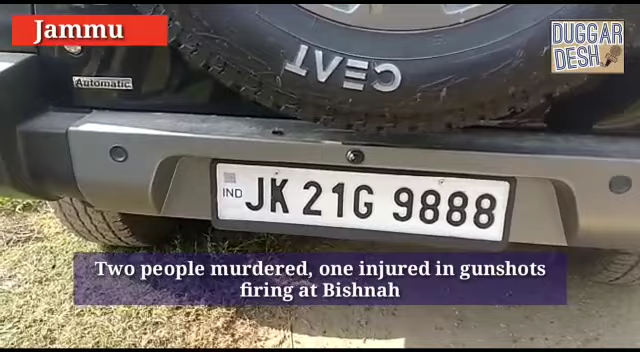 Jammu
DUGGAR
DESH
CEAT
Automatic
IND
JK 21G 9888
Two people murdered, one injured in gunshots
firing at Bishnah